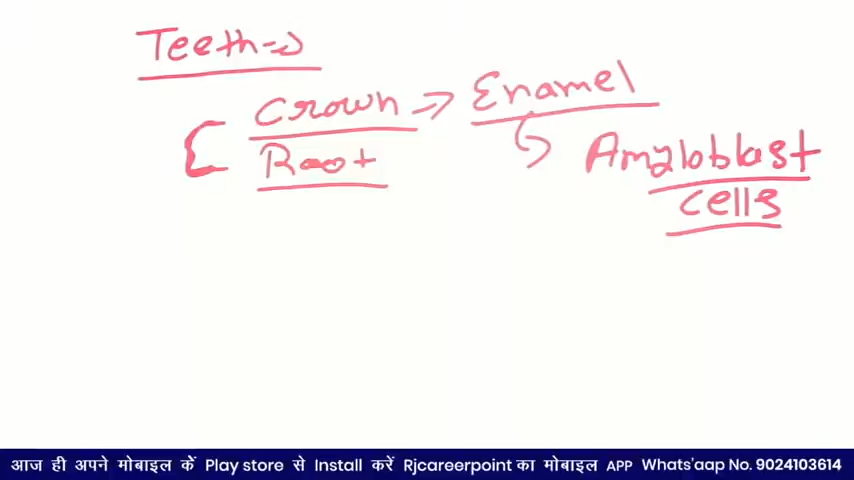 Teeth→
Crown → Enamel
Root
Amyloblast
cells
आज ही अपने मोबाइल कें Play store से Install करें Rjcareerpoint का मोबाइल APP Whats'aap No. 9024103614